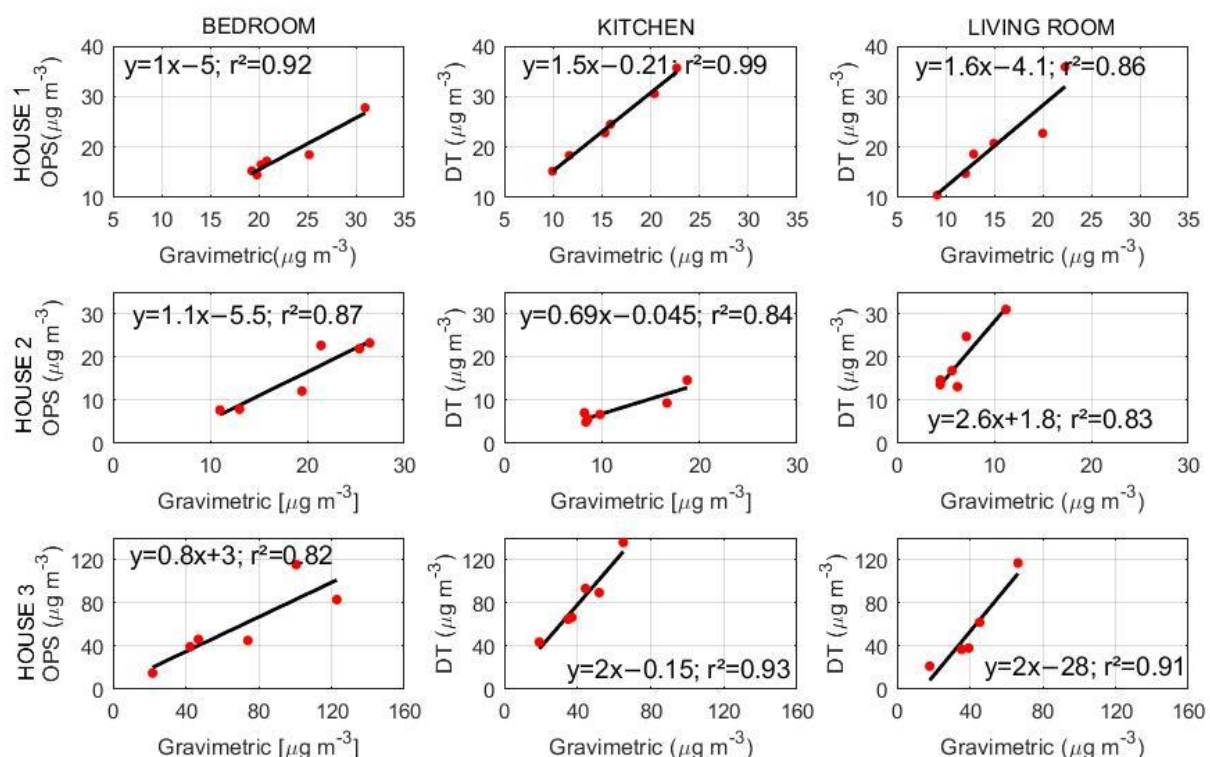 BEDROOM KITCHEN LIVING ROOM
HOUSE 1
OPS(μg m⁻³)
40
30
20
10
y=1x−5; r²=0.92
5 10 15 20 25 30 35
Gravimetric(μg m⁻³)
DT (μg m⁻³)
40
30
20
10
y=1.5x−0.21; r²=0.99
5 10 15 20 25 30 35
Gravimetric (μg m⁻³)
DT (μg m⁻³)
40
30
20
10
y=1.6x−4.1; r²=0.86
5 10 15 20 25 30 35
Gravimetric (μg m⁻³)
HOUSE 2
OPS (μg m⁻³)
30
20
10
0
y=1.1x−5.5; r²=0.87
0 10 20 30
Gravimetric [μg m⁻³]
DT (μg m⁻³)
30
20
10
0
y=0.69x−0.045; r²=0.84
0 10 20 30
Gravimetric [μg m⁻³]
DT (μg m⁻³)
30
20
10
0
y=2.6x+1.8; r²=0.83
0 10 20 30
Gravimetric (μg m⁻³)
HOUSE 3
OPS (μg m⁻³)
120
80
40
0
y=0.8x+3; r²=0.82
0 40 80 120 160
Gravimetric [μg m⁻³]
DT (μg m⁻³)
120
80
40
0
y=2x−0.15; r²=0.93
0 40 80 120 160
Gravimetric (μg m⁻³)
DT (μg m⁻³)
120
80
40
0
y=2x−28; r²=0.91
0 40 80 120 160
Gravimetric (μg m⁻³)